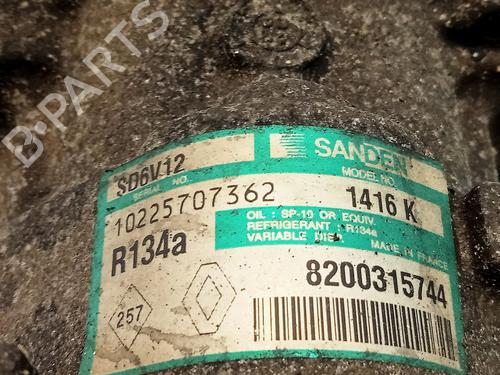 B-PARTS
SANDEN
SD6V12
SERIAL NO.
MODEL NO.
10225707362
1416 K
OIL : SP-10 OR EQUIV.
REFRIGERANT : R134a
VARIABLE DISP.
MADE IN FRANCE
R134a
8200315744
257